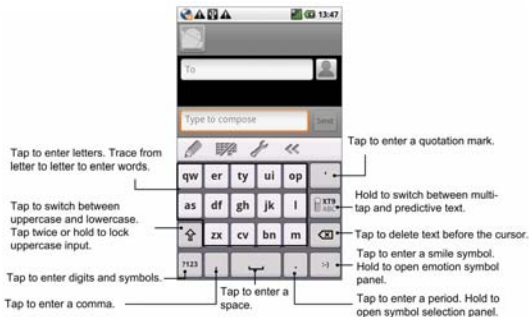 13:47
To
Type to compose
Send
Tap to enter letters. Trace from
letter to letter to enter words.
Tap to switch between
uppercase and lowercase.
Tap twice or hold to lock
uppercase input.
Tap to enter digits and symbols.
Tap to enter a comma.
qw er ty ui op '
as df gh jk l XT9
ABC
zx cv bn m
?123 , . :-)
Tap to enter a
space.
Tap to enter a quotation mark.
Hold to switch between multi-
tap and predictive text.
Tap to delete text before the cursor.
Tap to enter a smile symbol.
Hold to open emotion symbol
panel.
Tap to enter a period. Hold to
open symbol selection panel.